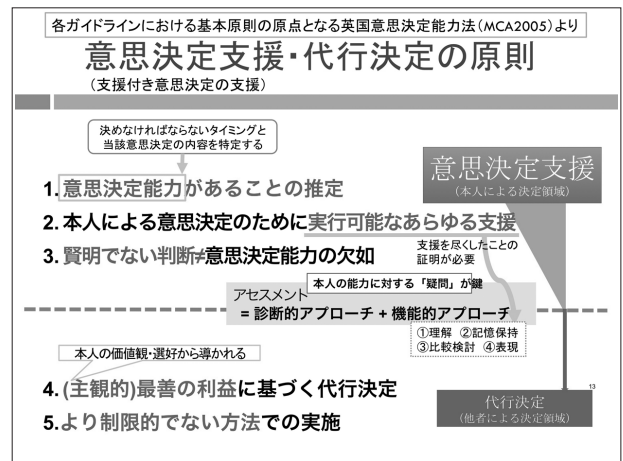 各ガイドラインにおける基本原則の原点となる英国意思決定能力法(MCA2005)より
意思決定支援・代行決定の原則
(支援付き意思決定の支援)
決めなければならないタイミングと
当該意思決定の内容を特定する
1.意思決定能力があることの推定
2.本人による意思決定のために実行可能なあらゆる支援
3.賢明でない判断≠意思決定能力の欠如
意思決定支援
(本人による決定領域)
支援を尽くしたことの
証明が必要
本人の能力に対する「疑問」が鍵
アセスメント
= 診断的アプローチ + 機能的アプローチ
①理解 ②記憶保持
③比較検討 ④表現
本人の価値観・選好から導かれる
4.(主観的)最善の利益に基づく代行決定
5.より制限的でない方法での実施
13
代行決定
(他者による決定領域)